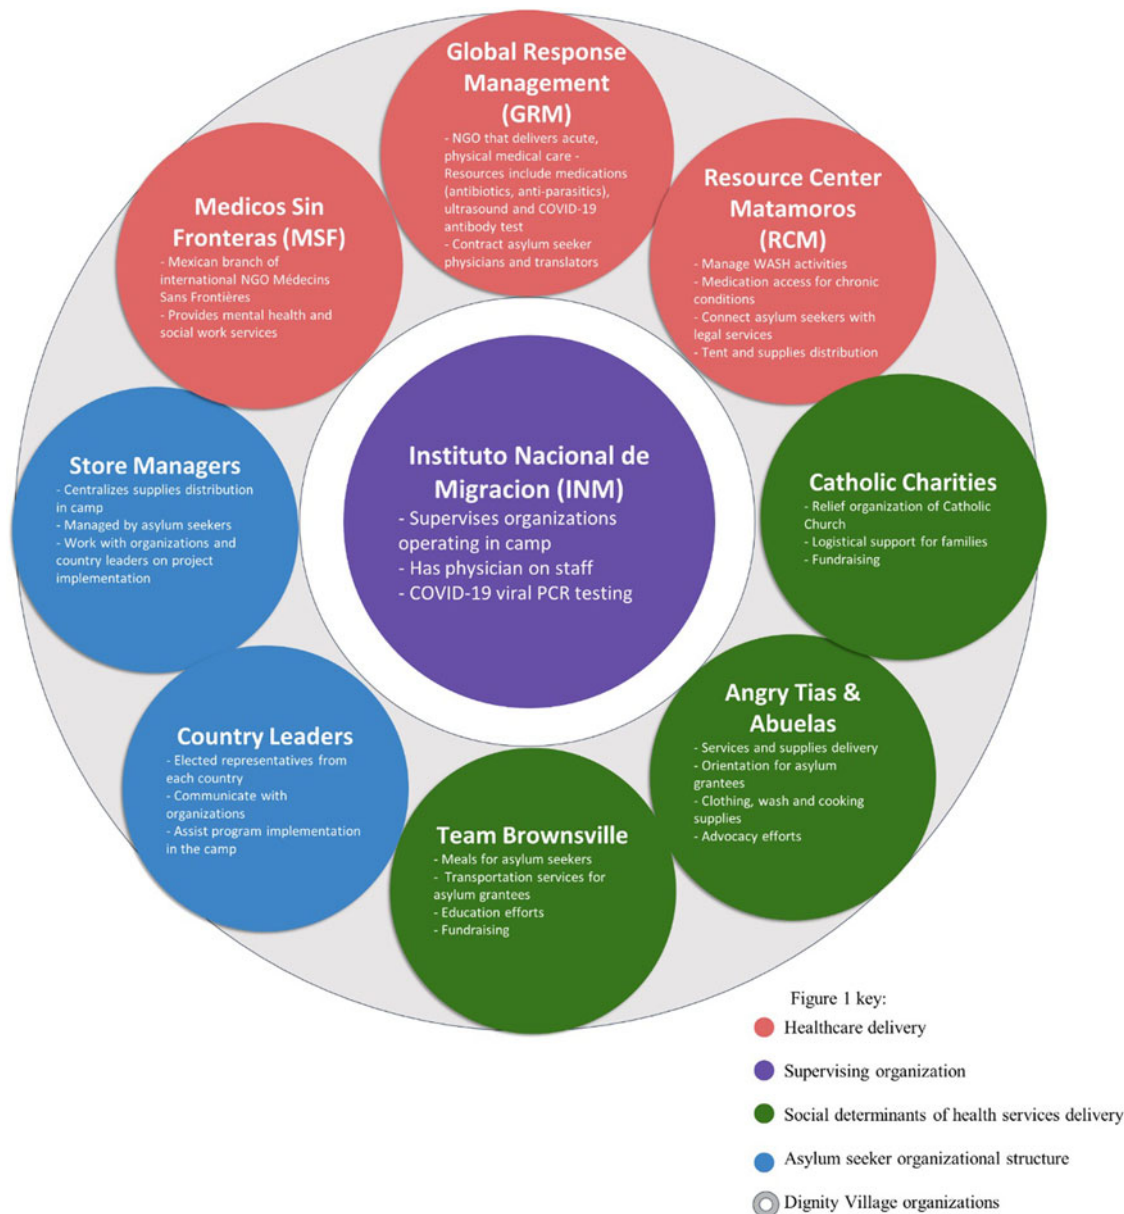 Global Response
Management
(GRM)
- NGO that delivers acute,
physical medical care -
Resources include medications
(antibiotics, anti-parasitics),
ultrasound and COVID-19
antibody test
- Contract asylum seeker
physicians and translators
Resource Center
Matamoros
(RCM)
- Manage WASH activities
- Medication access for chronic
conditions
- Connect asylum seekers with
legal services
- Tent and supplies distribution
Medicos Sin
Fronteras (MSF)
- Mexican branch of
international NGO Médecins
Sans Frontières
- Provides mental health and
social work services
Store Managers
- Centralizes supplies distribution
in camp
- Managed by asylum seekers
- Work with organizations and
country leaders on project
implementation
Instituto Nacional de
Migracion (INM)
- Supervises organizations
operating in camp
- Has physician on staff
- COVID-19 viral PCR testing
Catholic Charities
- Relief organization of Catholic
Church
- Logistical support for families
- Fundraising
Country Leaders
- Elected representatives from
each country
- Communicate with
organizations
- Assist program implementation
in the camp
Angry Tias &
Abuelas
- Services and supplies delivery
- Orientation for asylum
grantees
- Clothing, wash and cooking
supplies
- Advocacy efforts
Team Brownsville
- Meals for asylum seekers
- Transportation services for
asylum grantees
- Education efforts
- Fundraising
Figure 1 key:
Healthcare delivery
Supervising organization
Social determinants of health services delivery
Asylum seeker organizational structure
Dignity Village organizations